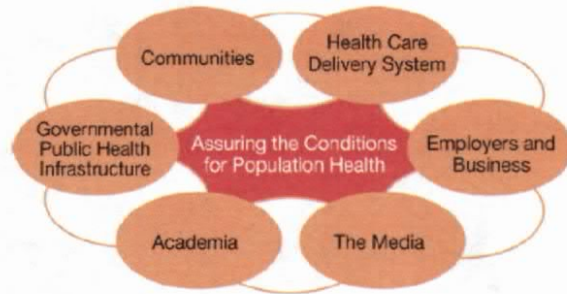 Communities
Health Care
Delivery System
Governmental
Public Health
Infrastructure
Assuring the Conditions
for Population Health
Employers and
Business
Academia
The Media